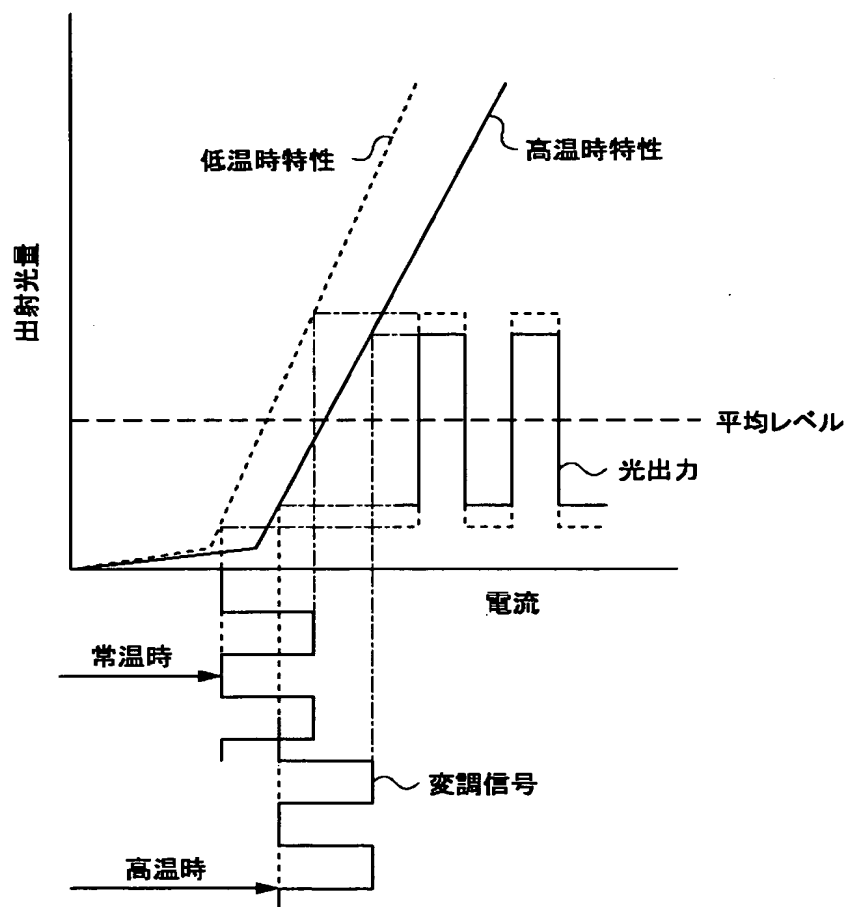 低温時特性
高温時特性
出射光量
平均レベル
光出力
電流
常温時
変調信号
高温時